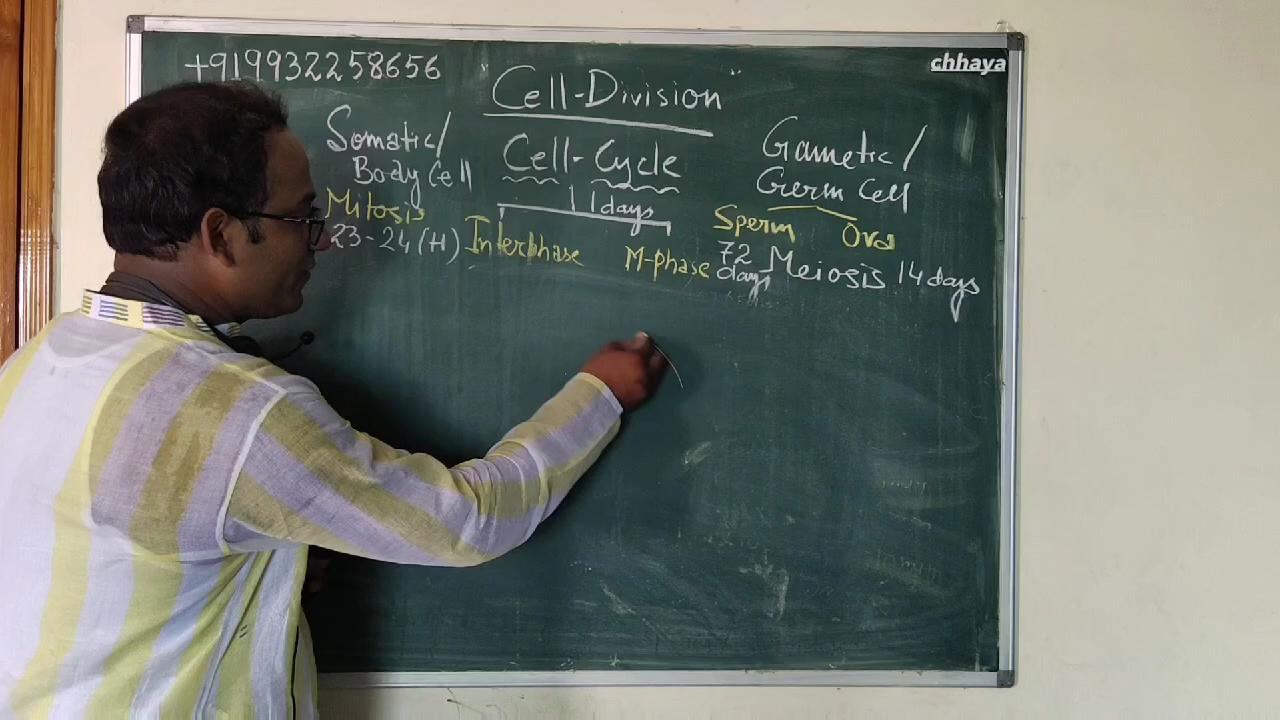 +919932258656
chhaya
"Cell-Division"
Somatic/
Body Cell
Cell-Cycle
Gametic/
Germ Cell
Mitosis
1 days
Sperm
Ova
23-24 (H)
Interphase
M-phase
72
days
Meiosis
14 days